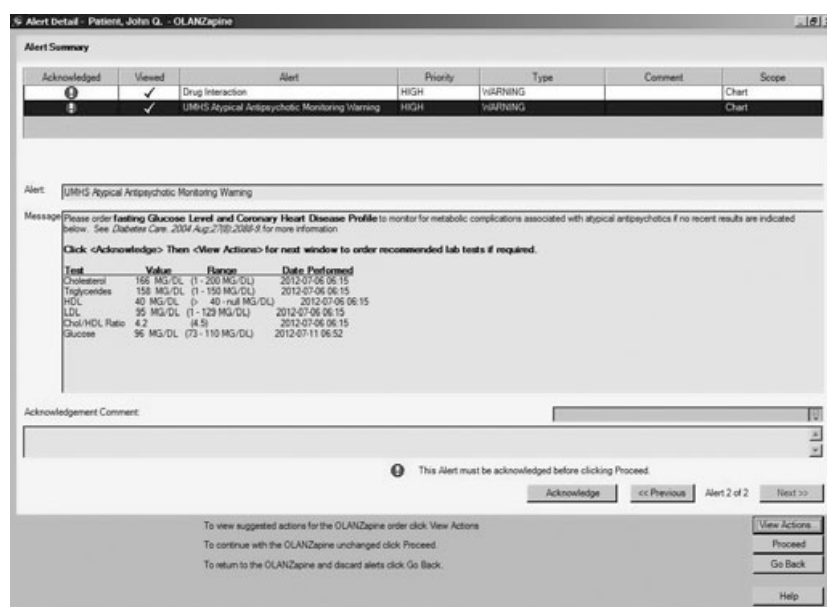 Alert Detail - Patient, John Q. - OLANZapine
Alert Summary
Acknowledged Viewed Alert Priority Type Comment Scope
Drug Interaction HIGH WARNING Chart
UMHS Atypical Antipsychotic Monitoring Warning HIGH WARNING Chart
Alert: UMHS Atypical Antipsychotic Monitoring Warning
Message Please order fasting Glucose Level and Coronary Heart Disease Profile to monitor for metabolic complications associated with atypical antipsychotics if no recent results are indicated
below. See Diabetes Care. 2004 Aug;27(8):2088-9 for more information
Click <Acknowledge> Then <View Actions> for next window to order recommended lab tests if required.
Test Value Range Date Performed
Cholesterol 166 MG/DL (1 - 200 MG/DL) 2012-07-06 06:15
Triglycerides 158 MG/DL (1 - 150 MG/DL) 2012-07-06 06:15
HDL 40 MG/DL (> 40 - null MG/DL) 2012-07-06 06:15
LDL 95 MG/DL (1 - 129 MG/DL) 2012-07-06 06:15
Chol/HDL Ratio 4.2 (4.5) 2012-07-06 06:15
Glucose 96 MG/DL (73 - 110 MG/DL) 2012-07-11 06:52
Acknowledgement Comment:
This Alert must be acknowledged before clicking Proceed.
Acknowledge << Previous Alert 2 of 2 Next >>
To view suggested actions for the OLANZapine order click View Actions View Actions...
To continue with the OLANZapine unchanged click Proceed. Proceed
To return to the OLANZapine and discard alerts click Go Back. Go Back
Help